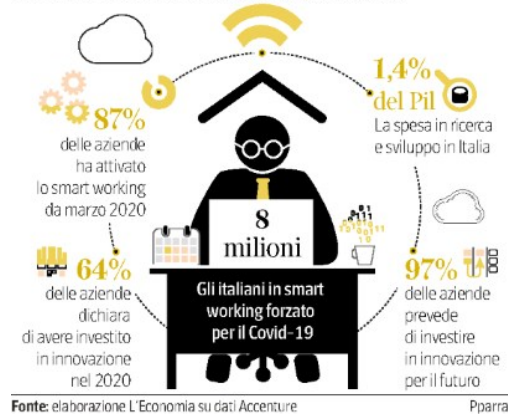 87%
delle aziende
ha attivato
lo smart working
da marzo 2020
1,4%
del Pil
La spesa in ricerca
e sviluppo in Italia
8
milioni
Gli italiani in smart
working forzato
per il Covid-19
64%
delle aziende
dichiara
di avere investito
in innovazione
nel 2020
97%
delle aziende
prevede
di investire
in innovazione
per il futuro
Fonte: elaborazione L'Economia su dati Accenture
Pparra